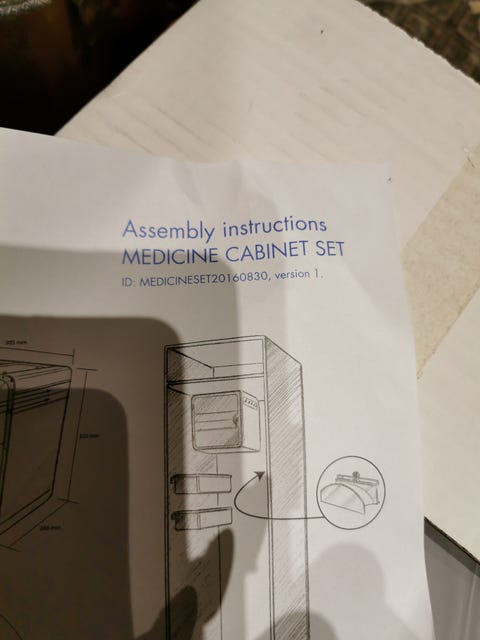 Assembly instructions
MEDICINE CABINET SET
ID: MEDICINESET20160830, version 1.